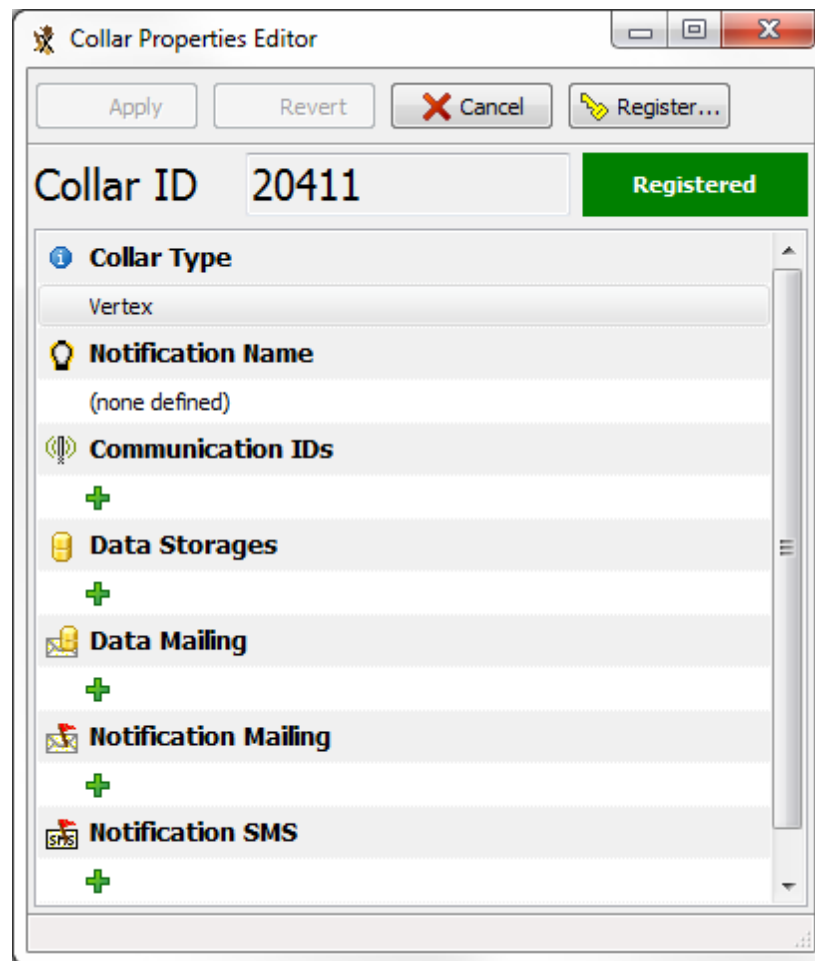 Collar Properties Editor
Apply Revert Cancel Register...
Collar ID 20411 Registered
Collar Type
Vertex
Notification Name
(none defined)
Communication IDs
Data Storages
Data Mailing
Notification Mailing
SMS Notification SMS